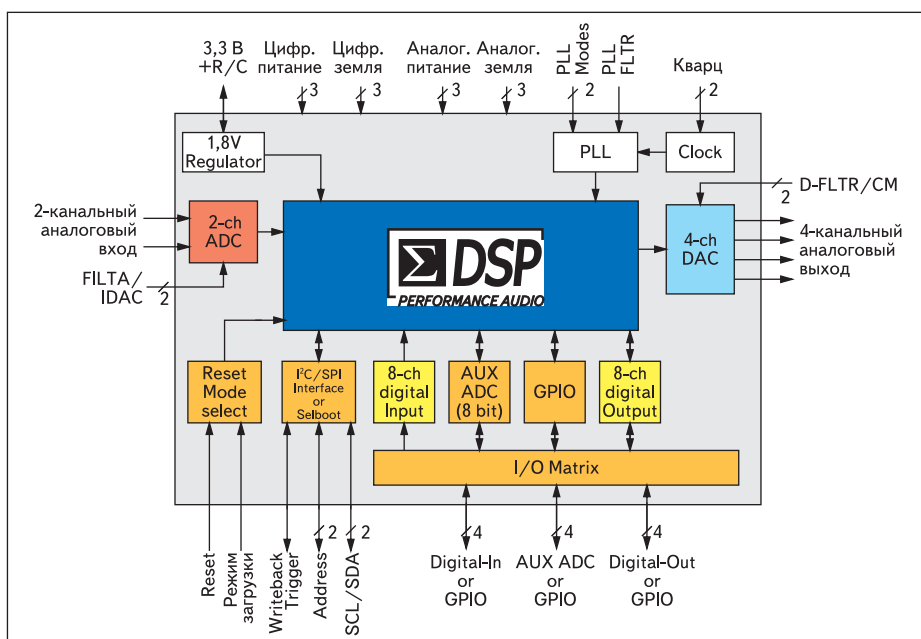 3,3 В
+R/C
Цифр.
питание
Цифр.
земля
Аналог.
питание
Аналог.
земля
PLL
Modes
PLL
FLTR
Кварц
3
3
3
3
2
2
1,8V
Regulator
PLL
Clock
D-FLTR/CM
2
2-канальный
аналоговый
вход
2-ch
ADC
FILTA/
IDAC
2
ΣDSP
PERFORMANCE AUDIO
4-ch
DAC
4-канальный
аналоговый
выход
Reset
Mode
select
I²C/SPI
Interface
or
Selboot
8-ch
digital
Input
AUX
ADC
(8 bit)
GPIO
8-ch
digital
Output
I/O Matrix
2
2
4
4
4
Reset
Режим
загрузки
Writeback
Trigger
Address
SCL/SDA
Digital-In
or
GPIO
AUX ADC
or
GPIO
Digital-Out
or
GPIO